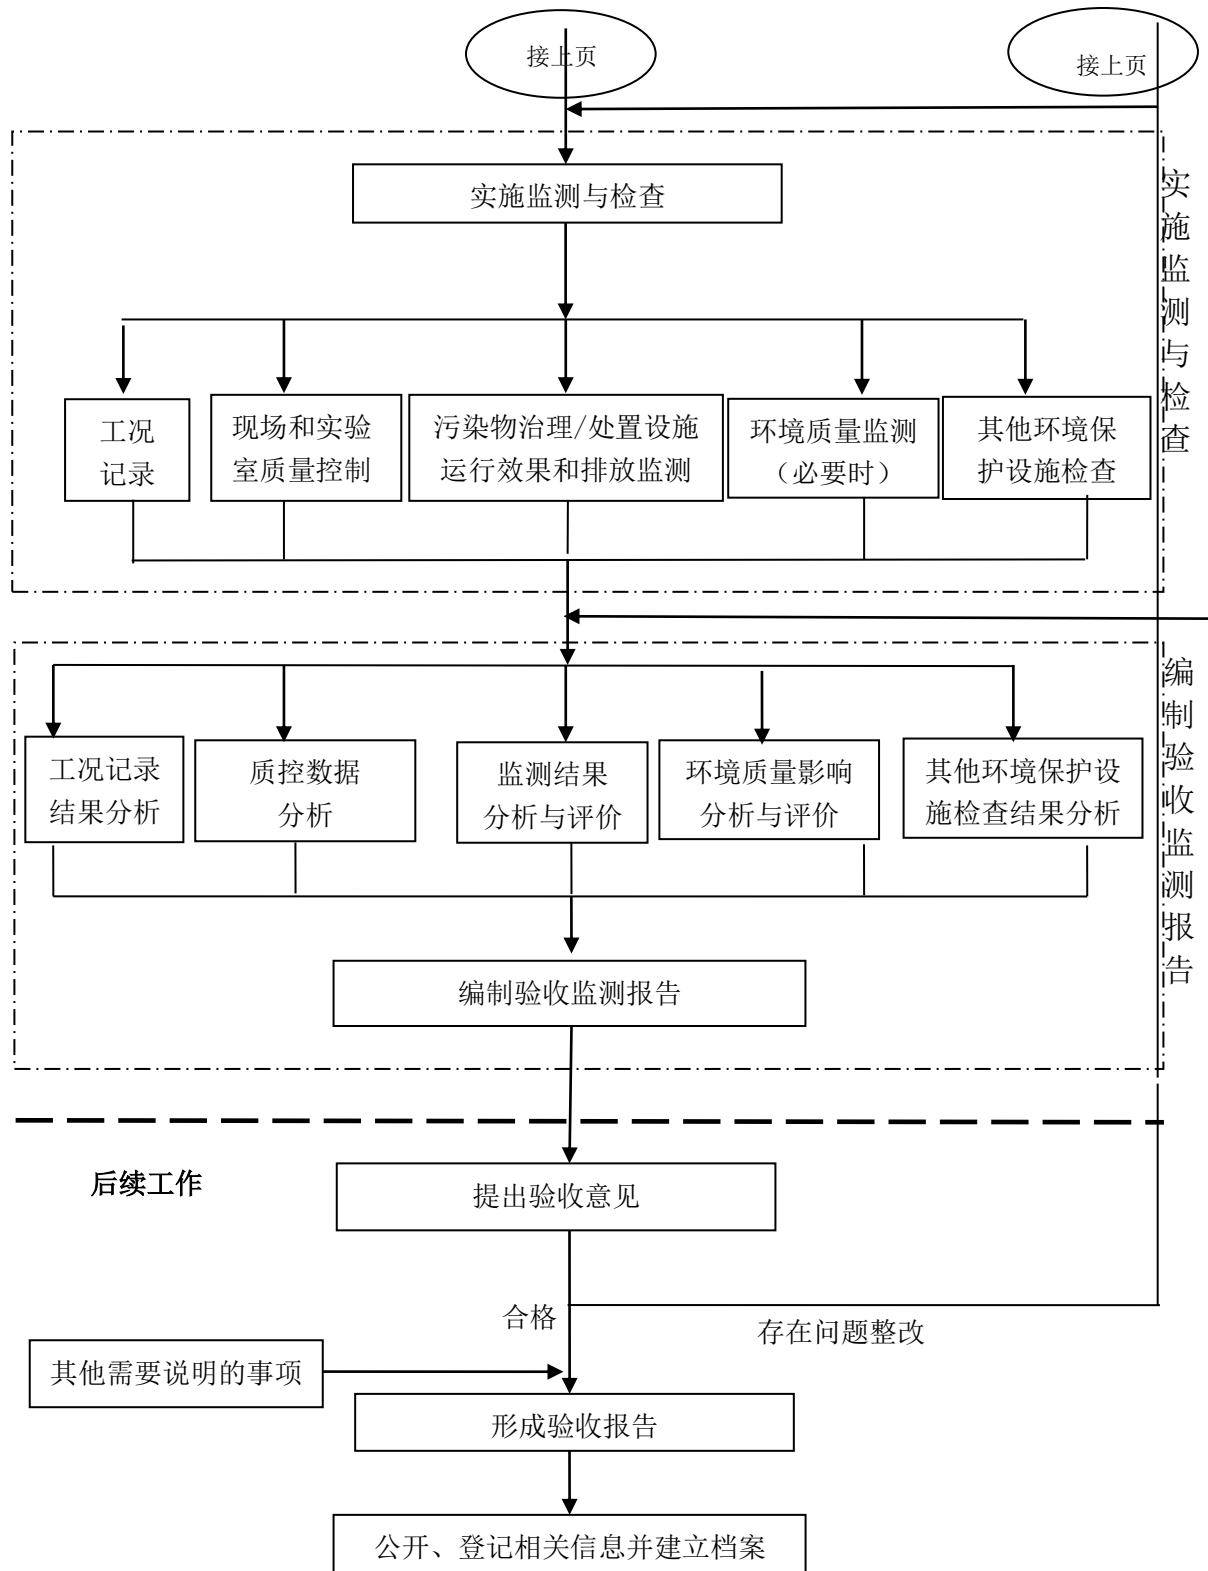 接上页
接上页
实施监测与检查
实施监测与检查
工况
记录
现场和实验
室质量控制
污染物治理/处置设施
运行效果和排放监测
环境质量监测
（必要时）
其他环境保
护设施检查
编制验收监测报告
工况记录
结果分析
质控数据
分析
监测结果
分析与评价
环境质量影响
分析与评价
其他环境保护设
施检查结果分析
编制验收监测报告
后续工作
提出验收意见
合格
存在问题整改
其他需要说明的事项
形成验收报告
公开、登记相关信息并建立档案